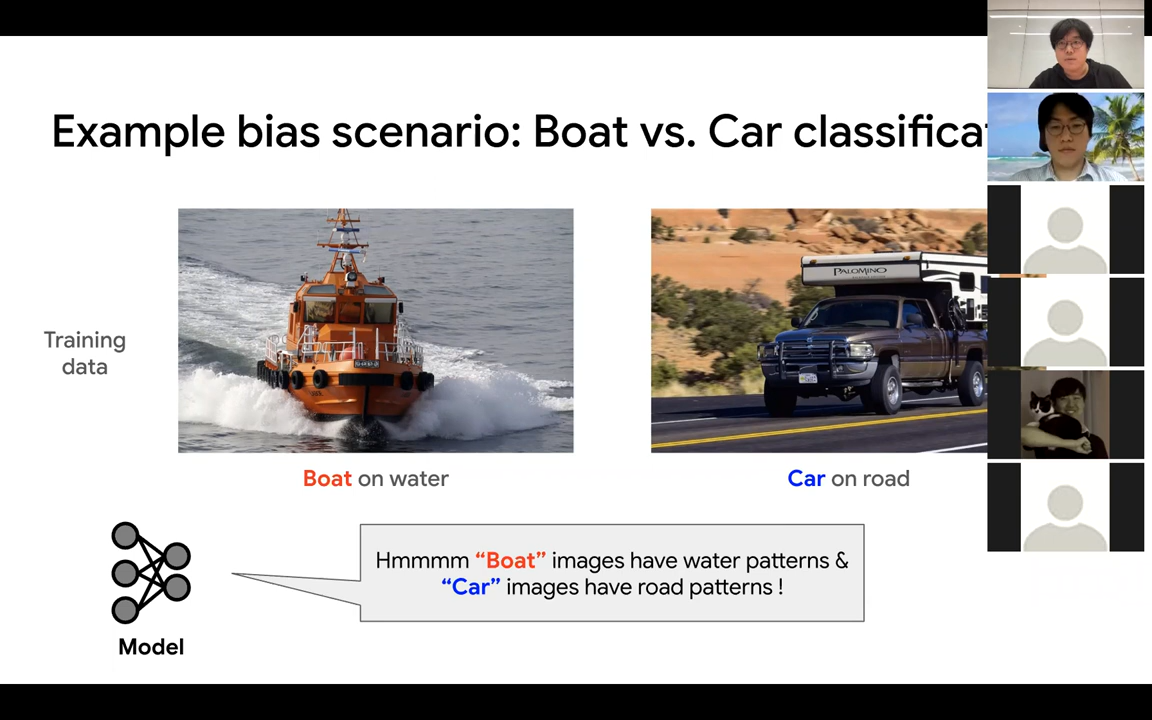 Example bias scenario: Boat vs. Car classificat
PALOMINO
Training
data
Boat on water
Car on road
Hmmmm “Boat” images have water patterns &
“Car” images have road patterns !
Model